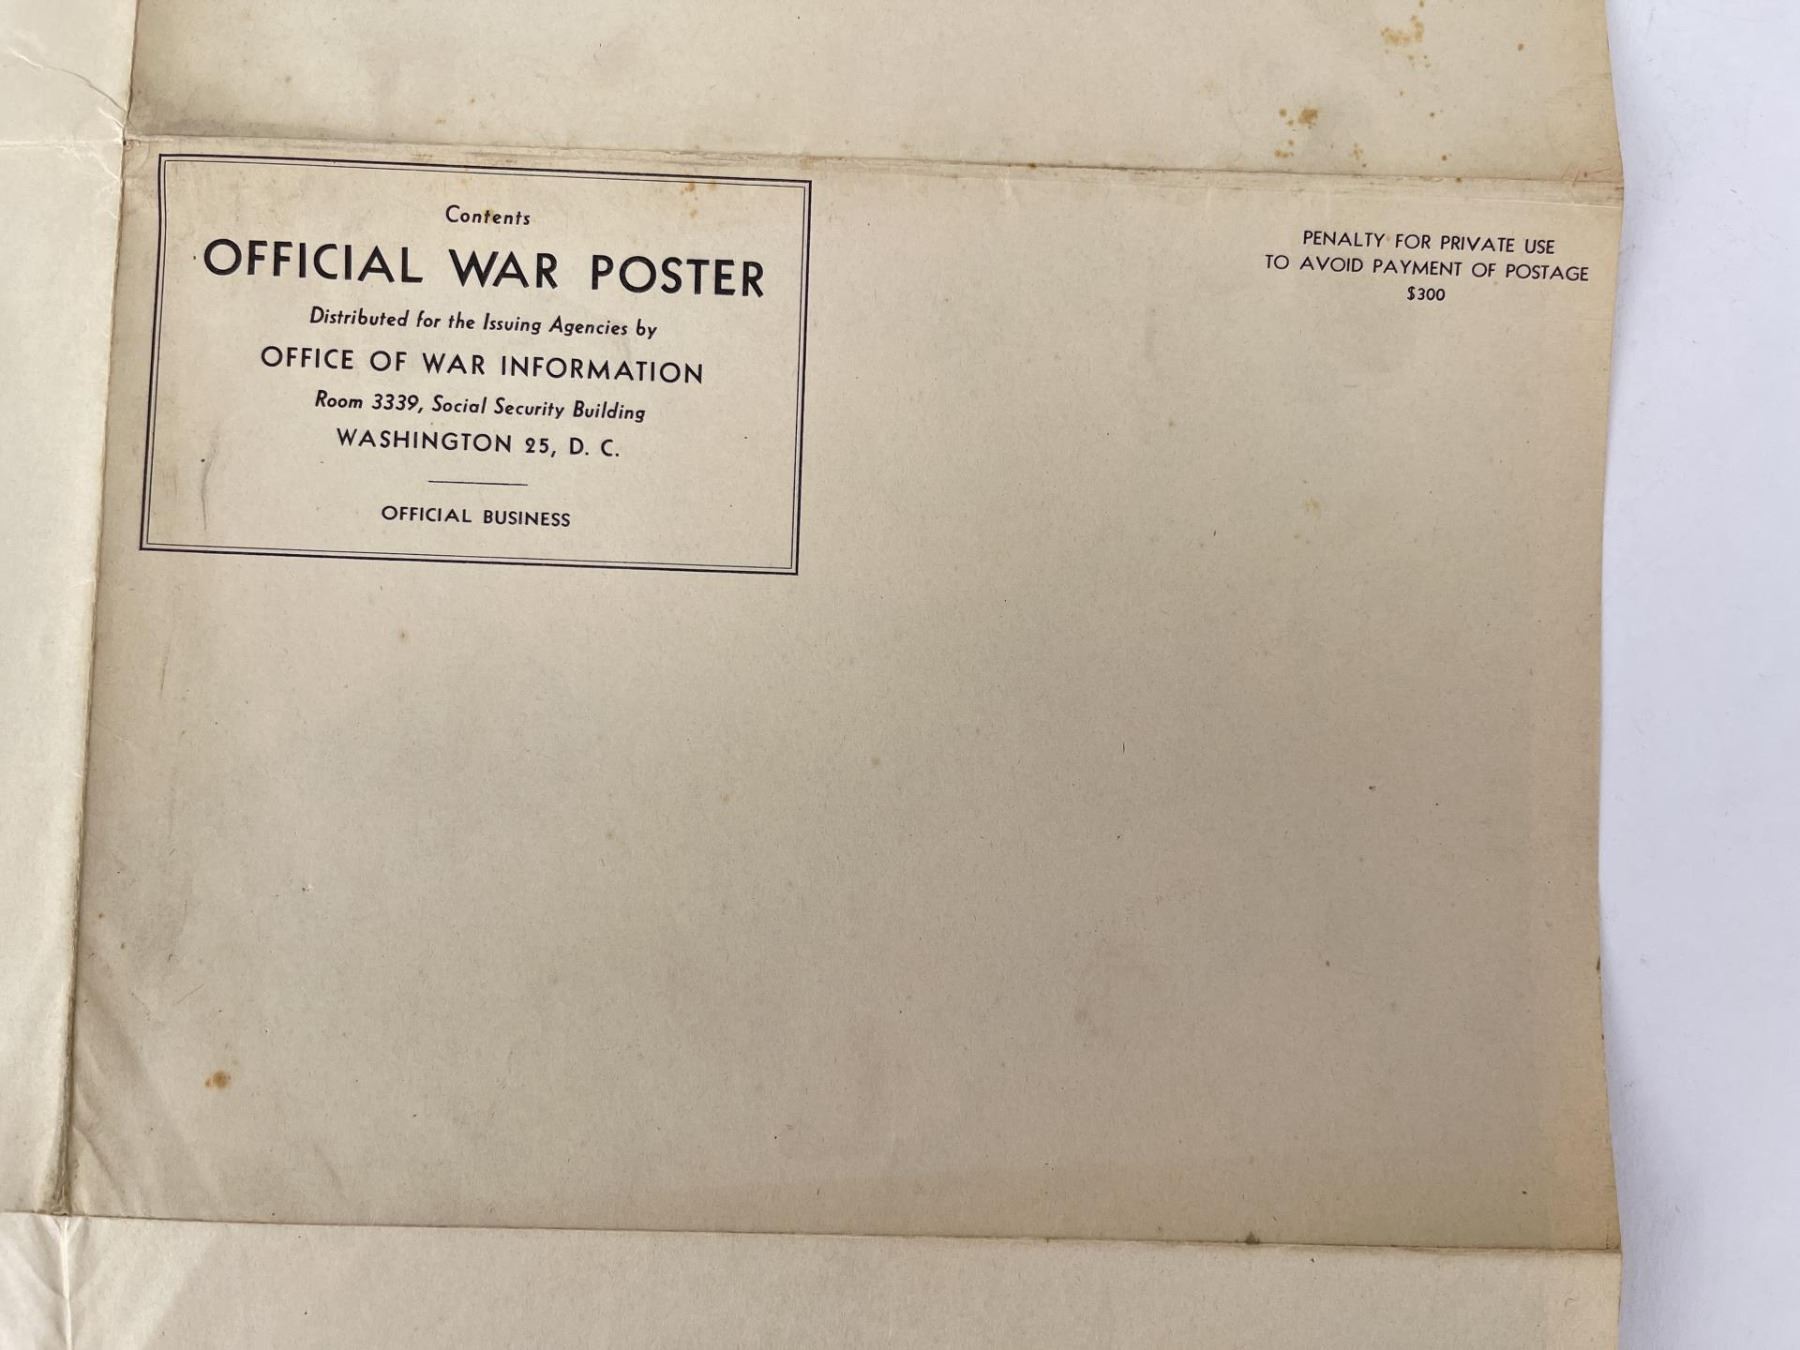 Contents
OFFICIAL WAR POSTER
Distributed for the Issuing Agencies by
OFFICE OF WAR INFORMATION
Room 3339, Social Security Building
WASHINGTON 25, D. C.
OFFICIAL BUSINESS
PENALTY FOR PRIVATE USE
TO AVOID PAYMENT OF POSTAGE
$300